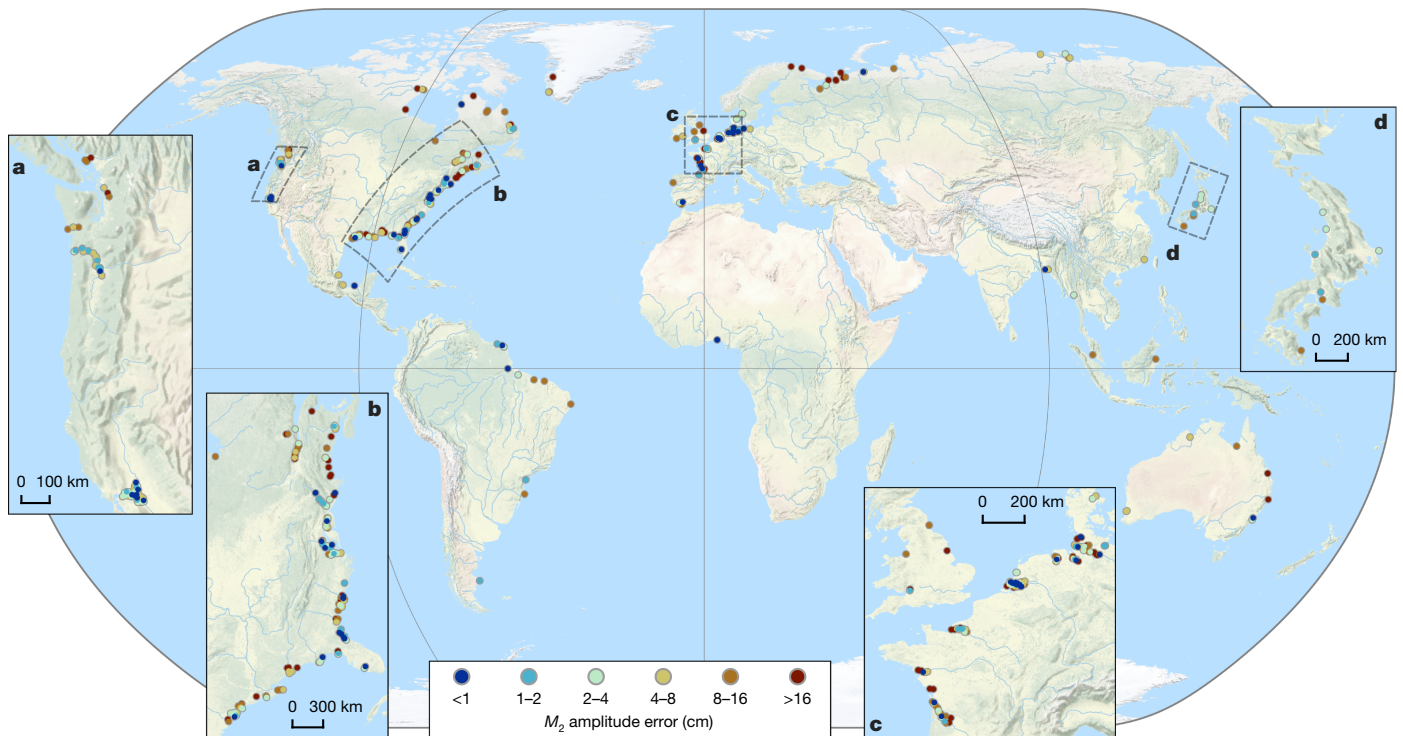 c
a
b
d
a
0 100 km
b
0 300 km
d
0 200 km
0 200 km
c
<1
1–2
2–4
4–8
8–16
>16
M2 amplitude error (cm)